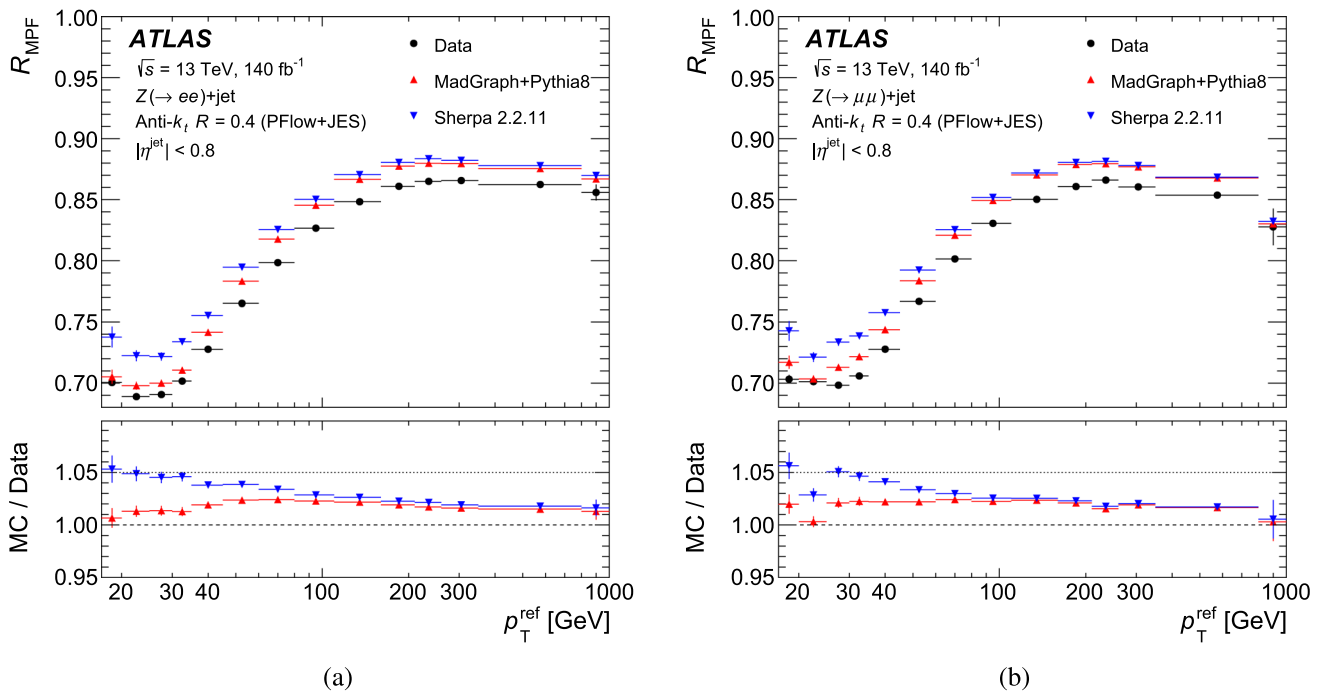 R_MPF
1.00
0.95
0.90
0.85
0.80
0.75
0.70
ATLAS
√s = 13 TeV, 140 fb⁻¹
Z(→ ee)+jet
Anti-k_t R = 0.4 (PFlow+JES)
|η^jet| < 0.8
Data
MadGraph+Pythia8
Sherpa 2.2.11
MC / Data
1.05
1.00
0.95
20 30 40 100 200 300 1000
p_T^ref [GeV]
(a)
R_MPF
1.00
0.95
0.90
0.85
0.80
0.75
0.70
ATLAS
√s = 13 TeV, 140 fb⁻¹
Z(→ μμ)+jet
Anti-k_t R = 0.4 (PFlow+JES)
|η^jet| < 0.8
Data
MadGraph+Pythia8
Sherpa 2.2.11
MC / Data
1.05
1.00
0.95
20 30 40 100 200 300 1000
p_T^ref [GeV]
(b)